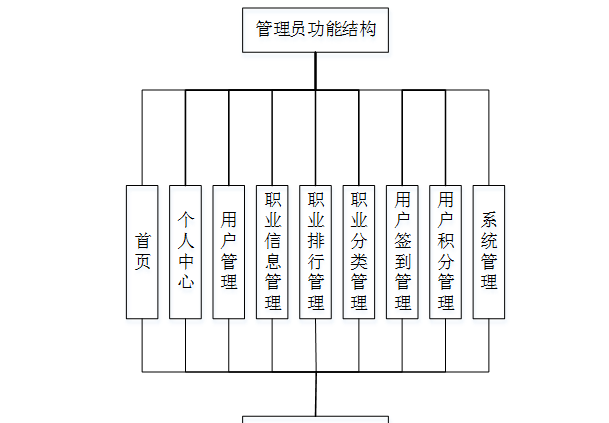 管理员功能结构
首页
个人中心
用户管理
职业信息管理
职业排行管理
职业分类管理
用户签到管理
用户积分管理
系统管理